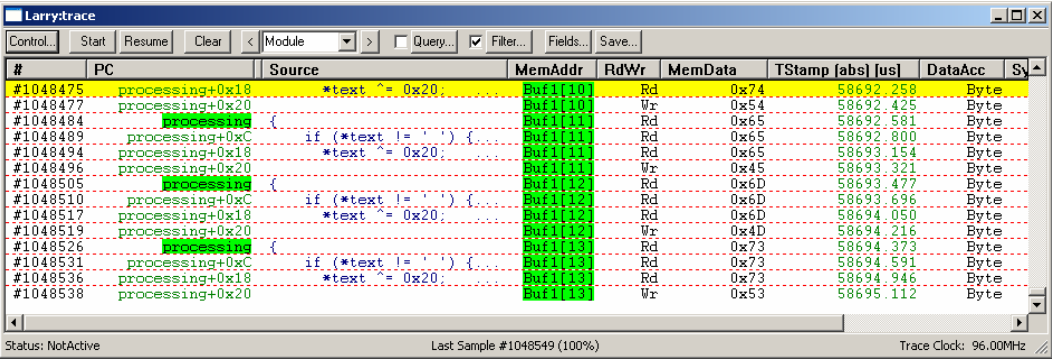 Larry:trace
Control... Start Resume Clear < Module > Query... Filter... Fields... Save...
# PC Source MemAddr RdWr MemData TStamp [abs] [us] DataAcc Sy
#1048475 processing+0x18 *text ^= 0x20; ... Buf1[10] Rd 0x74 58692.258 Byte
#1048477 processing+0x20 Buf1[10] Wr 0x54 58692.425 Byte
#1048484 processing { Buf1[11] Rd 0x65 58692.581 Byte
#1048489 processing+0xC if (*text != ' ') {... Buf1[11] Rd 0x65 58692.800 Byte
#1048494 processing+0x18 *text ^= 0x20; ... Buf1[11] Rd 0x65 58693.154 Byte
#1048496 processing+0x20 Buf1[11] Wr 0x45 58693.321 Byte
#1048505 processing { Buf1[12] Rd 0x6D 58693.477 Byte
#1048510 processing+0xC if (*text != ' ') {... Buf1[12] Rd 0x6D 58693.696 Byte
#1048517 processing+0x18 *text ^= 0x20; ... Buf1[12] Rd 0x6D 58694.050 Byte
#1048519 processing+0x20 Buf1[12] Wr 0x4D 58694.216 Byte
#1048526 processing { Buf1[13] Rd 0x73 58694.373 Byte
#1048531 processing+0xC if (*text != ' ') {... Buf1[13] Rd 0x73 58694.591 Byte
#1048536 processing+0x18 *text ^= 0x20; ... Buf1[13] Rd 0x73 58694.946 Byte
#1048538 processing+0x20 Buf1[13] Wr 0x53 58695.112 Byte
Status: NotActive Last Sample #1048549 (100%) Trace Clock: 96.00MHz